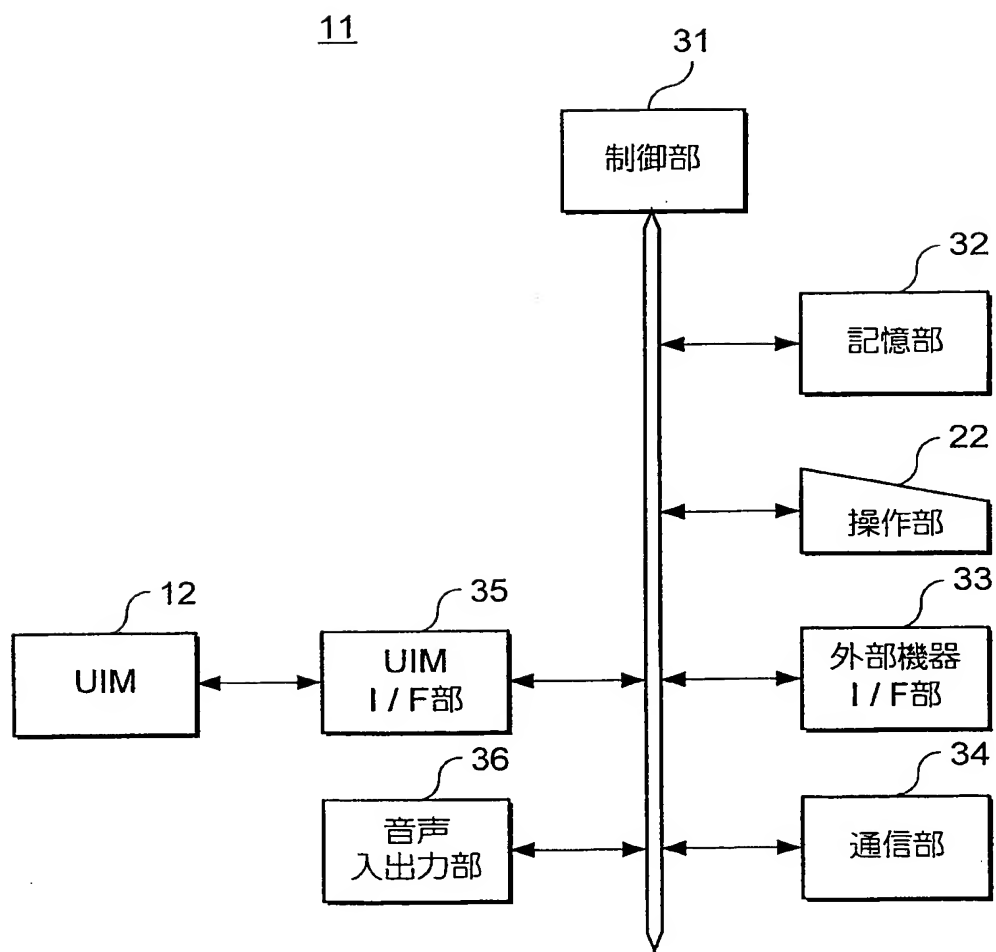 11
31
制御部
32
記憶部
22
操作部
12
UIM
35
UIM
I/F部
33
外部機器
I/F部
36
音声
入出力部
34
通信部